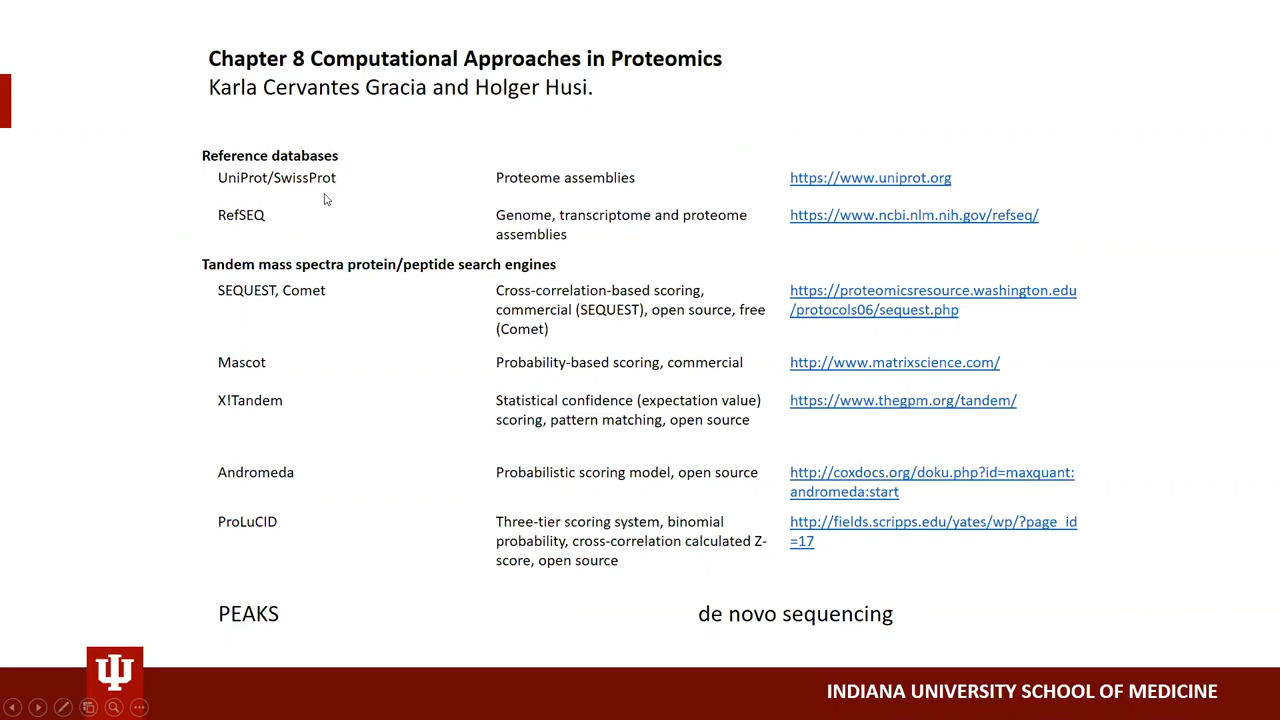 Chapter 8 Computational Approaches in Proteomics
Karla Cervantes Gracia and Holger Husi.
Reference databases
UniProt/SwissProt
Proteome assemblies
https://www.uniprot.org
RefSEQ
Genome, transcriptome and proteome
assemblies
https://www.ncbi.nlm.nih.gov/refseq/
Tandem mass spectra protein/peptide search engines
SEQUEST, Comet
Cross-correlation-based scoring,
commercial (SEQUEST), open source, free
(Comet)
https://proteomicsresource.washington.edu
/protocols06/sequest.php
Mascot
Probability-based scoring, commercial
http://www.matrixscience.com/
X!Tandem
Statistical confidence (expectation value)
scoring, pattern matching, open source
https://www.thegpm.org/tandem/
Andromeda
Probabilistic scoring model, open source
http://coxdocs.org/doku.php?id=maxquant:
andromeda:start
ProLuCID
Three-tier scoring system, binomial
probability, cross-correlation calculated Z-
score, open source
http://fields.scripps.edu/yates/wp/?page_id
=17
PEAKS
de novo sequencing
INDIANA UNIVERSITY SCHOOL OF MEDICINE